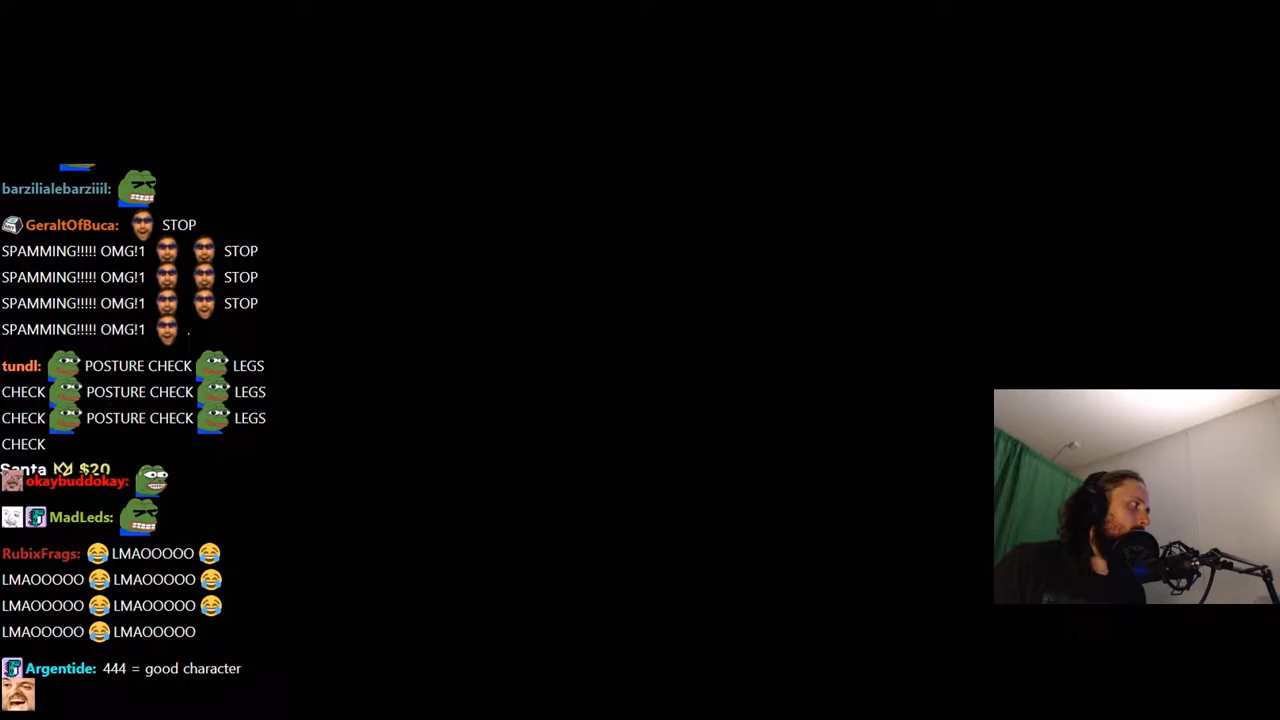 barzilialebarziiil:
GeraltOfBuca: STOP
SPAMMING!!!!! OMG!1 STOP
SPAMMING!!!!! OMG!1 STOP
SPAMMING!!!!! OMG!1 STOP
SPAMMING!!!!! OMG!1 .
tundl: POSTURE CHECK LEGS
CHECK POSTURE CHECK LEGS
CHECK POSTURE CHECK LEGS
CHECK
Santa $20
okaybuddokay:
MadLeds:
RubixFrags: 😂 LMAOOOOO 😂
LMAOOOOO 😂 LMAOOOOO 😂
LMAOOOOO 😂 LMAOOOOO 😂
LMAOOOOO 😂 LMAOOOOO
Argentide: 444 = good character